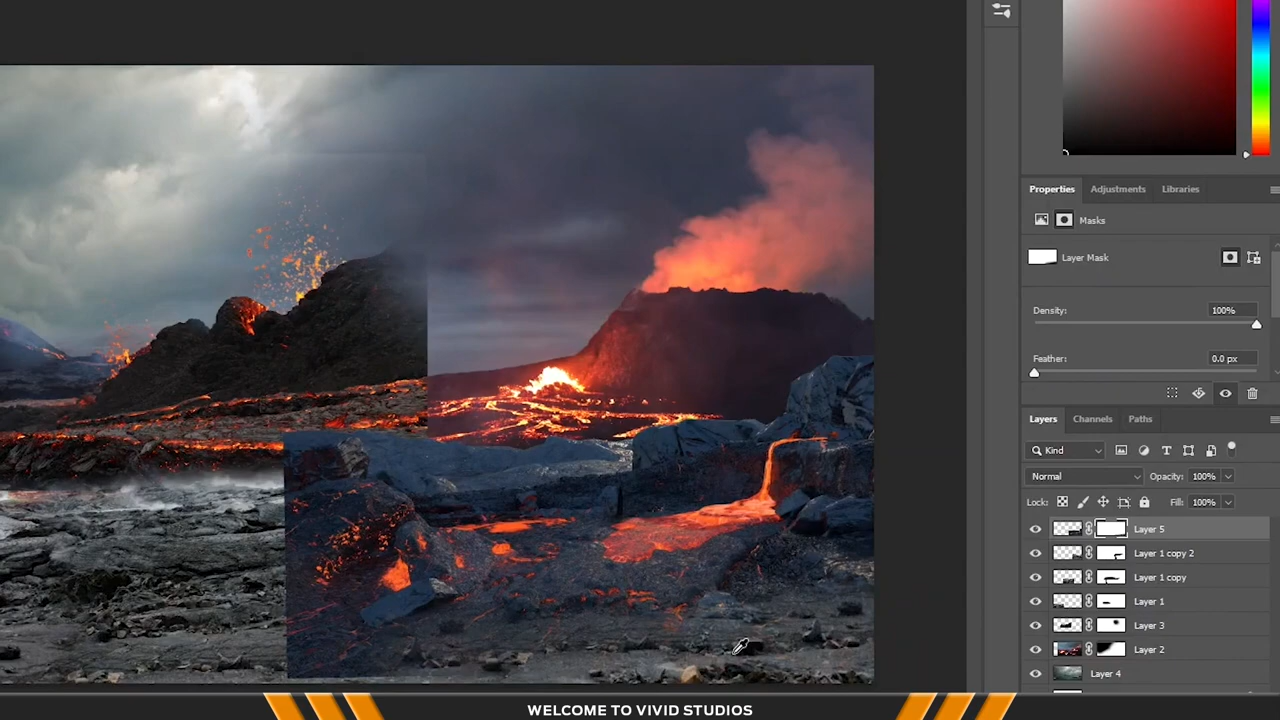 Properties Adjustments Libraries
Masks
Layer Mask
Density: 100%
Feather: 0.0 px
Layers Channels Paths
Kind
Normal Opacity: 100%
Lock: Fill: 100%
Layer 5
Layer 1 copy 2
Layer 1 copy
Layer 1
Layer 3
Layer 2
Layer 4
WELCOME TO VIVID STUDIOS